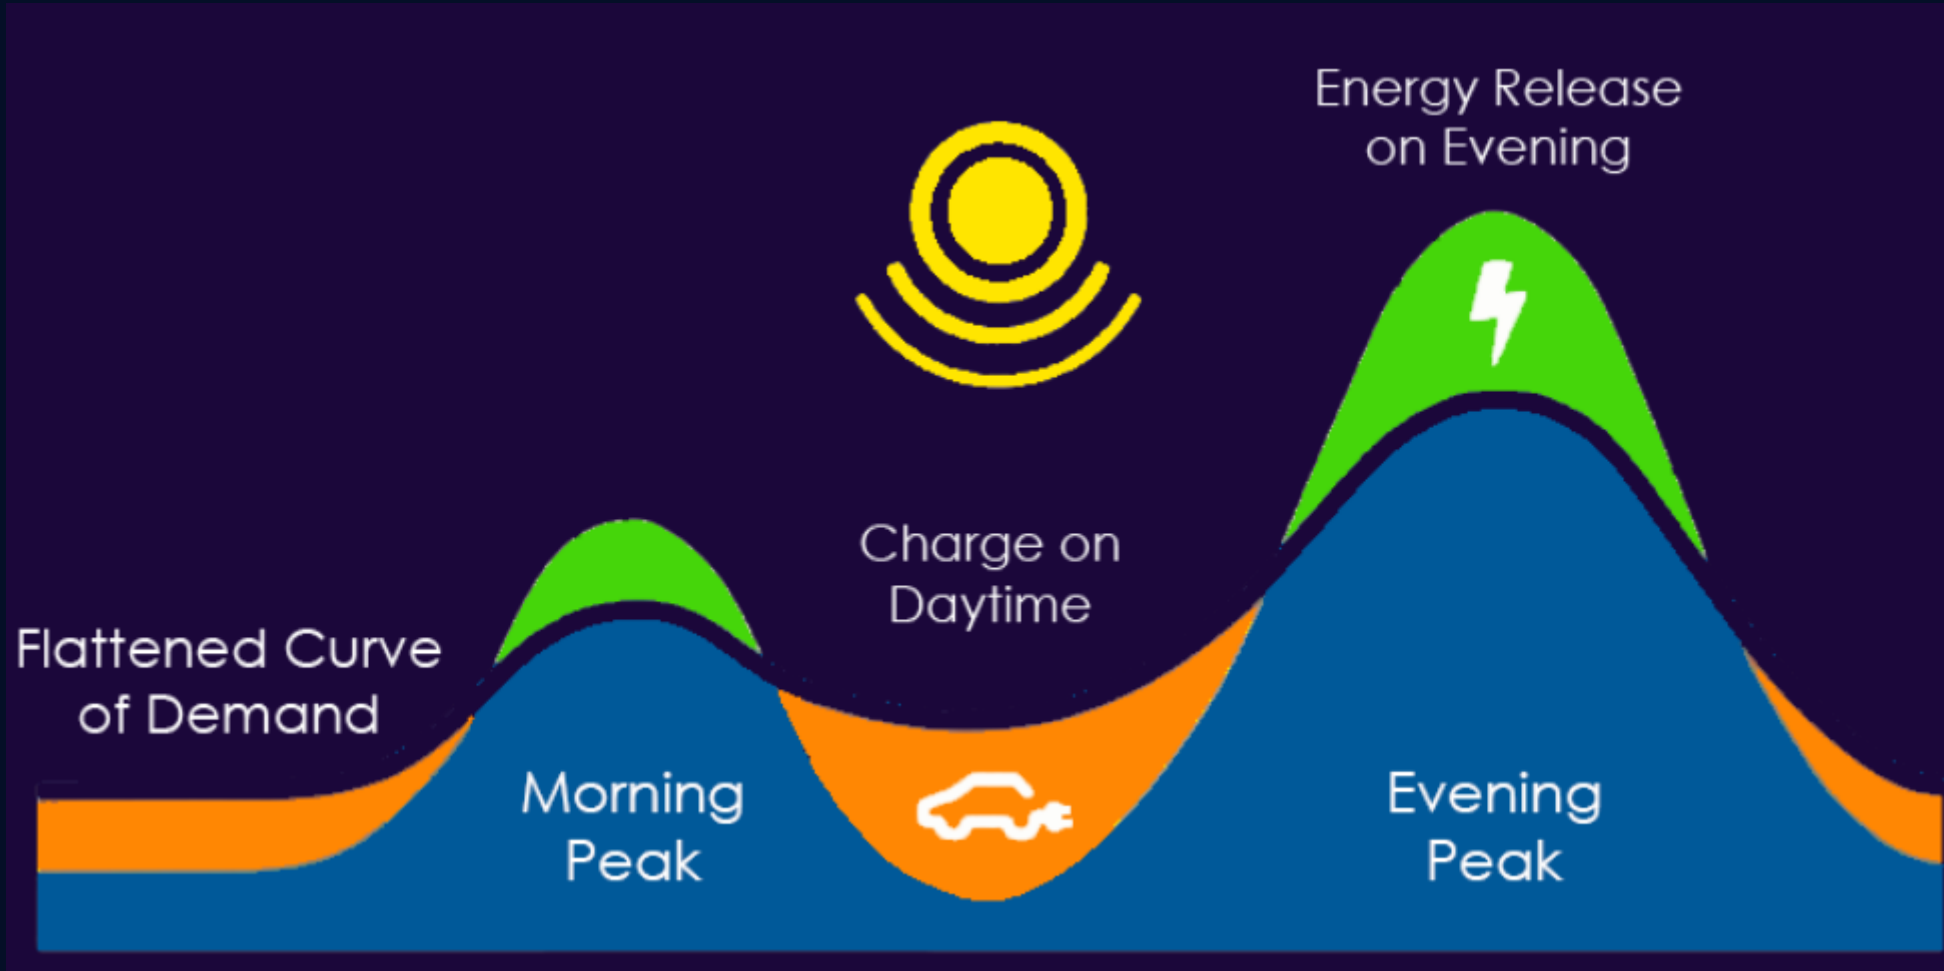 Energy Release
on Evening
Charge on
Daytime
Flattened Curve
of Demand
Morning
Peak
Evening
Peak